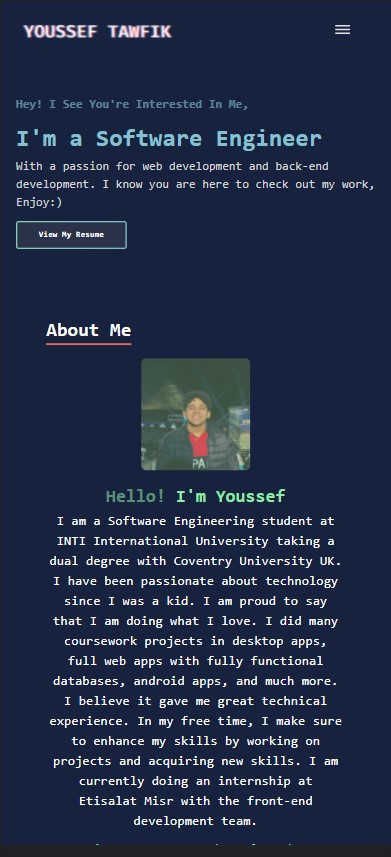 YOUSSEF TAWFIK
Hey! I See You're Interested In Me,
I'm a Software Engineer
With a passion for web development and back-end
development. I know you are here to check out my work,
Enjoy:)
View My Resume
About Me
PA
Hello! I'm Youssef
I am a Software Engineering student at
INTI International University taking a
dual degree with Coventry University UK.
I have been passionate about technology
since I was a kid. I am proud to say
that I am doing what I love. I did many
coursework projects in desktop apps,
full web apps with fully functional
databases, android apps, and much more.
I believe it gave me great technical
experience. In my free time, I make sure
to enhance my skills by working on
projects and acquiring new skills. I am
currently doing an internship at
Etisalat Misr with the front-end
development team.